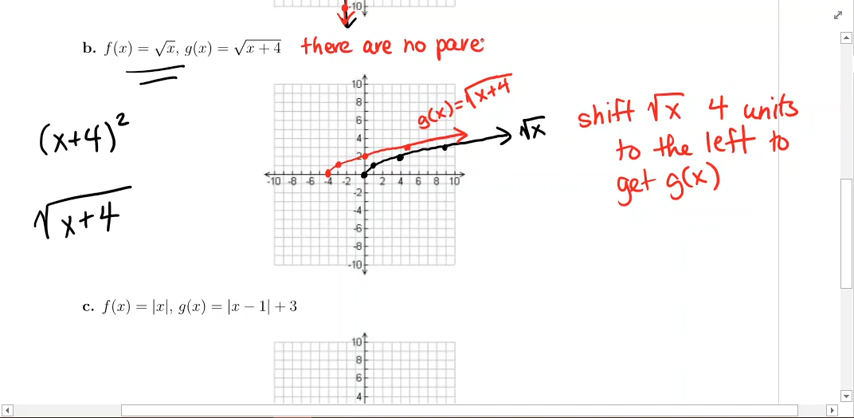 -10
b. f(x) = √x, g(x) = √x+4 there are no pare
(x+4)²
√x+4
10
8
6
4
2
-10 -8 -6 -4 -2 2 4 6 8 10
-2
-4
-6
-8
-10
g(x)=√x+4
√x
shift √x 4 units
to the left to
get g(x)
c. f(x) = |x|, g(x) = |x − 1| + 3
10
8
6
4